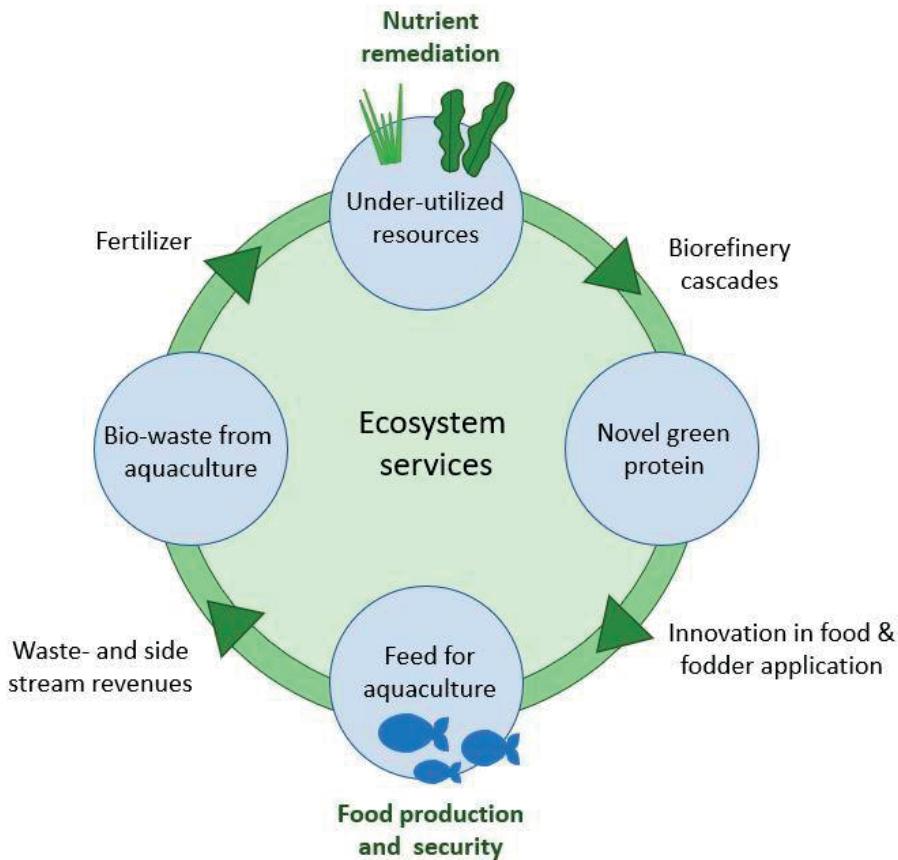 Nutrient
remediation
Under-utilized
resources
Fertilizer
Biorefinery
cascades
Bio-waste from
aquaculture
Ecosystem
services
Novel green
protein
Waste- and side
stream revenues
Feed for
aquaculture
Innovation in food &
fodder application
Food production
and security